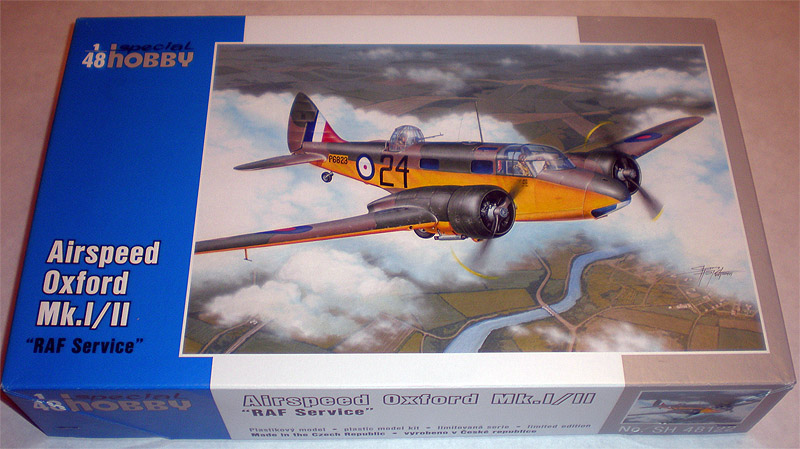 1
48
special
HOBBY
Airspeed
Oxford
Mk.I/II
"RAF Service"
P6823
24
1
48
special
HOBBY
Airspeed Oxford Mk.I/II
"RAF Service"
Plastikový model - plastic model kit - limitovaná serie - limited edition
Made in the Czech Republic - vyrobeno v České republice
No. SH